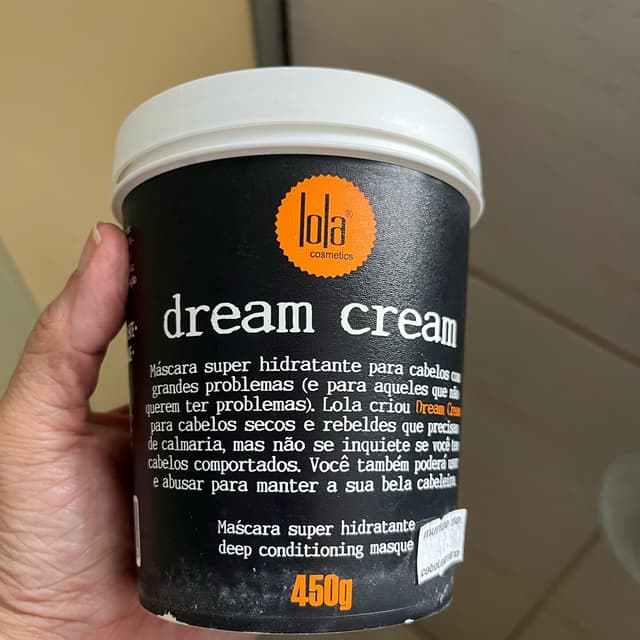 lola®
cosmetics
dream cream
Máscara super hidratante para cabelos com
grandes problemas (e para aqueles que não
querem ter problemas). Lola criou Dream Cream
para cabelos secos e rebeldes que precisam
de calmaria, mas não se inquiete se você tem
cabelos comportados. Você também poderá usar
e abusar para manter a sua bela cabeleira.
Maścara super hidratante
deep conditioning masque
450g